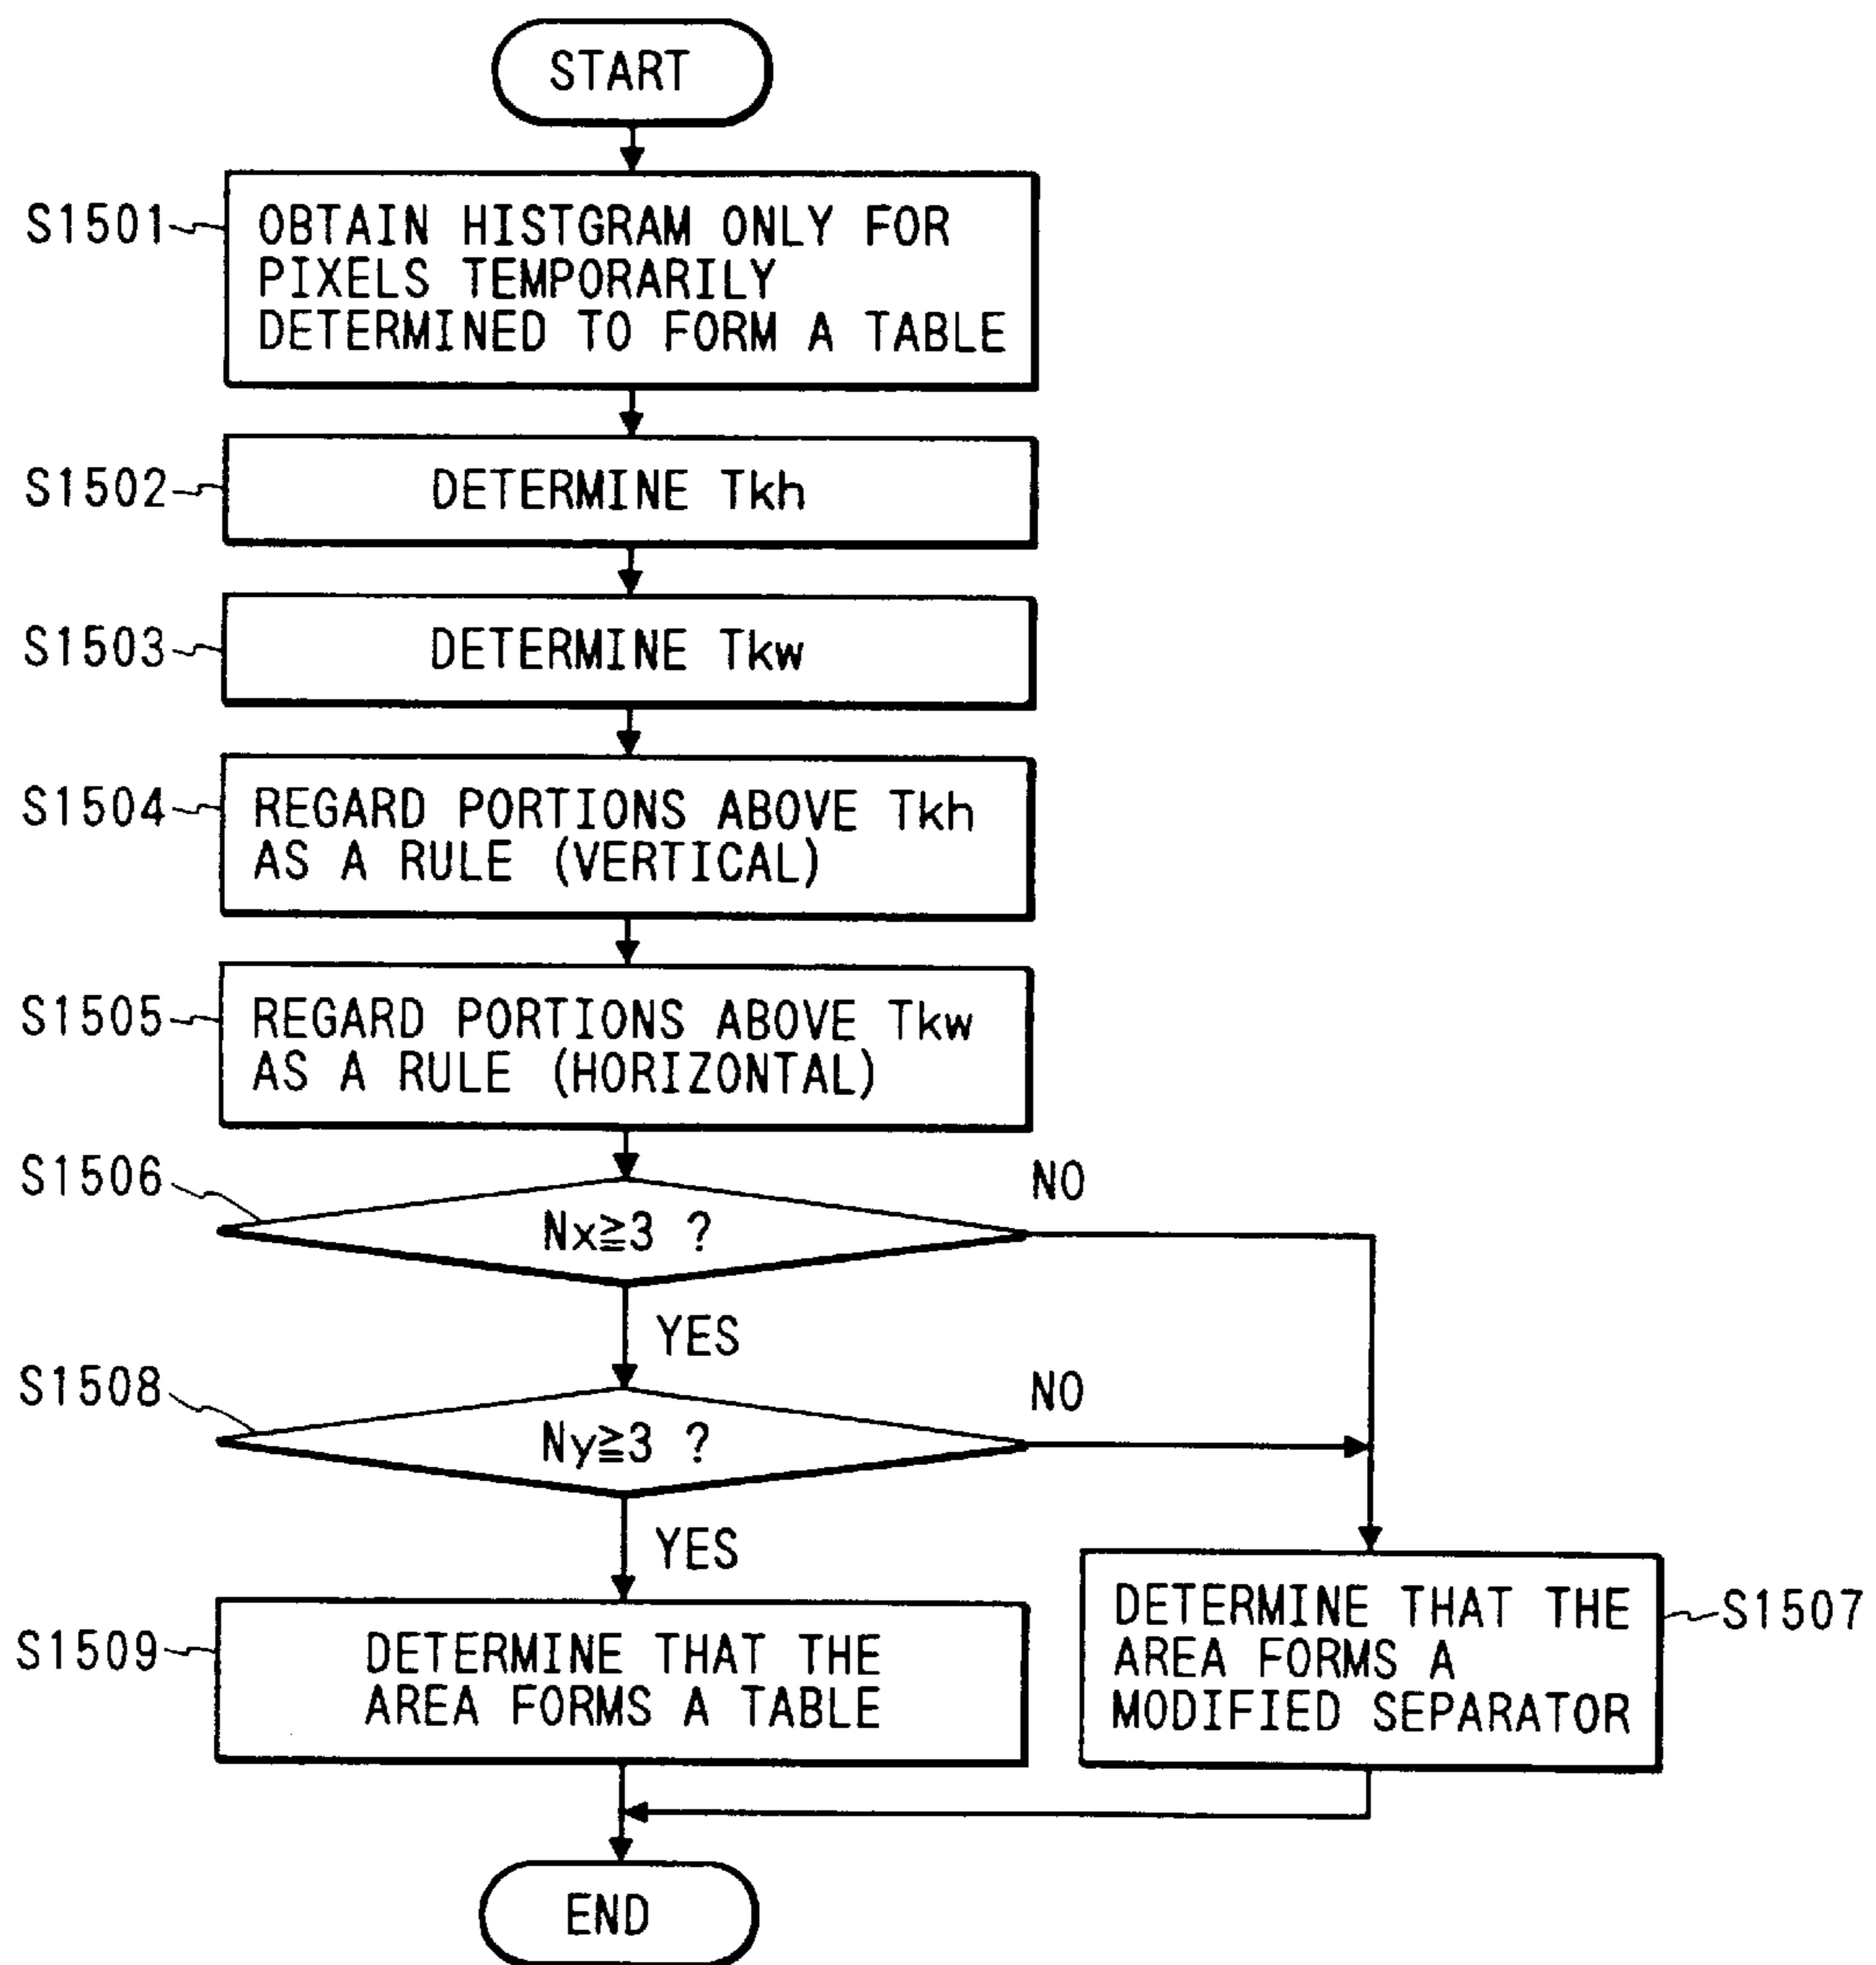 START
S1501
OBTAIN HISTGRAM ONLY FOR
PIXELS TEMPORARILY
DETERMINED TO FORM A TABLE
S1502
DETERMINE Tkh
S1503
DETERMINE Tkw
S1504
REGARD PORTIONS ABOVE Tkh
AS A RULE (VERTICAL)
S1505
REGARD PORTIONS ABOVE Tkw
AS A RULE (HORIZONTAL)
S1506
Nx≧3 ?
NO
YES
S1508
Ny≧3 ?
NO
YES
S1509
DETERMINE THAT THE
AREA FORMS A TABLE
DETERMINE THAT THE
AREA FORMS A
MODIFIED SEPARATOR
S1507
END